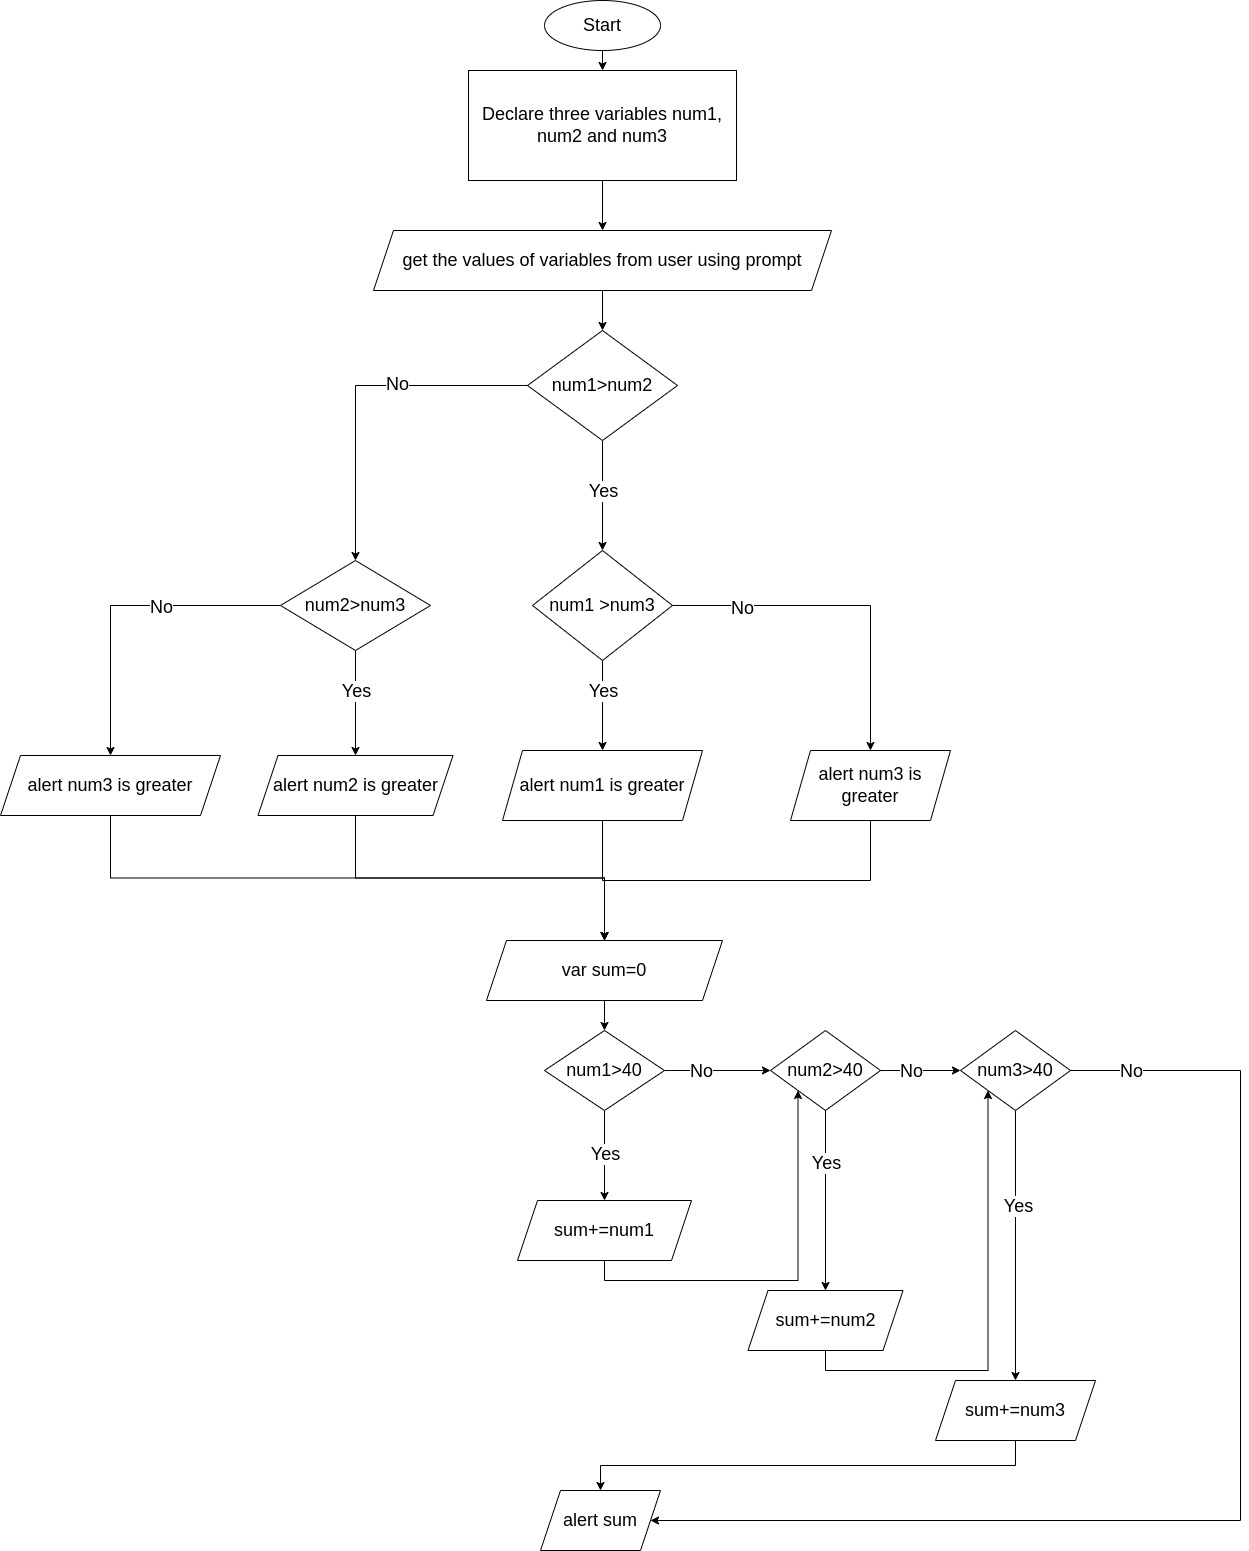 Start
Declare three variables num1,
num2 and num3
get the values of variables from user using prompt
num1>num2
No
Yes
num2>num3
num1 >num3
No
No
Yes
Yes
alert num3 is greater
alert num2 is greater
alert num1 is greater
alert num3 is
greater
var sum=0
num1>40
No
num2>40
No
num3>40
No
Yes
Yes
Yes
sum+=num1
sum+=num2
sum+=num3
alert sum